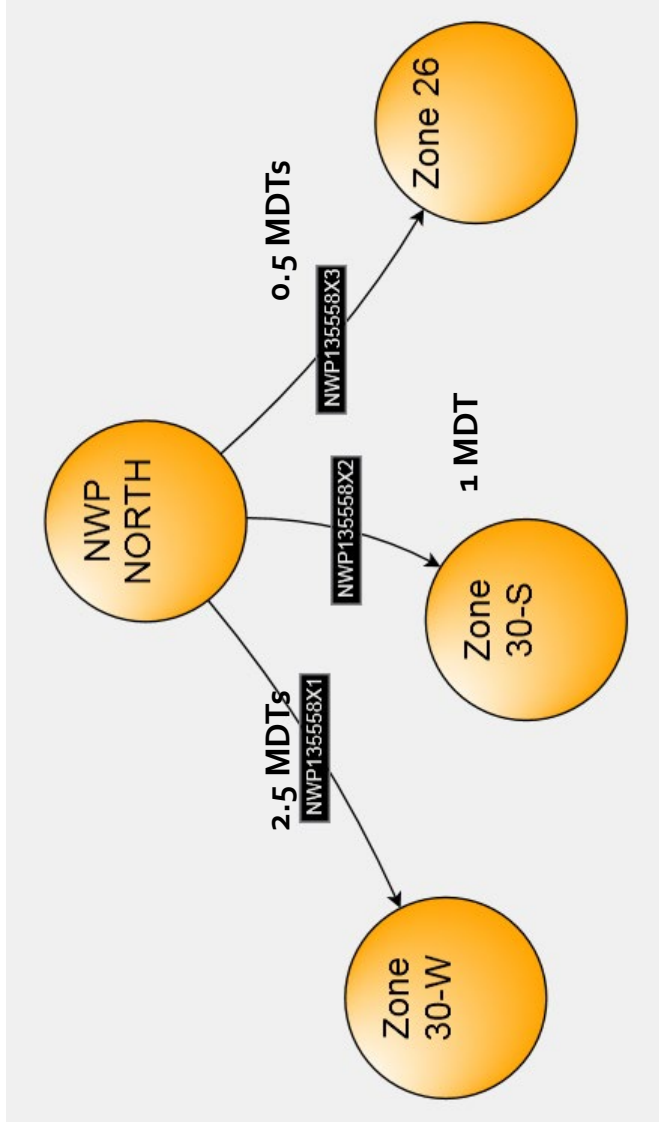 NWP
NORTH
2.5 MDTs
NWP135558X1
NWP135558X2
0.5 MDTs
NWP135558X3
1 MDT
Zone
30-W
Zone
30-S
Zone 26